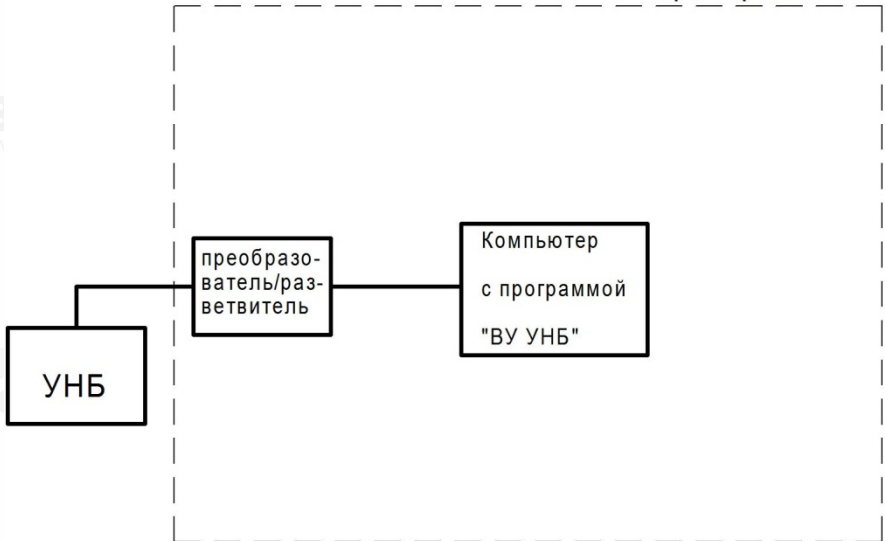 преобразо-
ватель/раз-
ветвитель
Компьютер
с программой
"ВУ УНБ"
УНБ